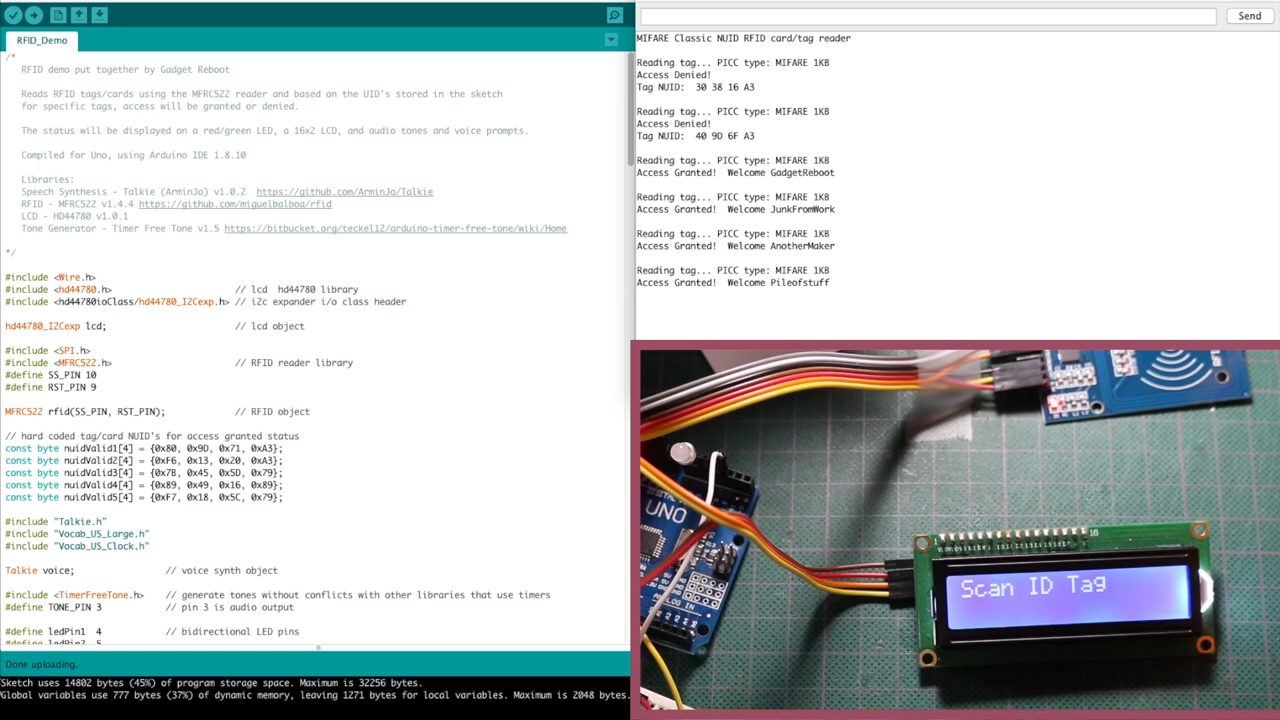 RFID_Demo
/*
RFID demo put together by Gadget Reboot
Reads RFID tags/cards using the MFRC522 reader and based on the UID's stored in the sketch
for specific tags, access will be granted or denied.
The status will be displayed on a red/green LED, a 16x2 LCD, and audio tones and voice prompts.
Compiled for Uno, using Arduino IDE 1.8.10
Libraries:
Speech Synthesis - Talkie (ArminJo) v1.0.2 https://github.com/ArminJo/Talkie
RFID - MFRC522 v1.4.4 https://github.com/miguelbalboa/rfid
LCD - HD44780 v1.0.1
Tone Generator - Timer Free Tone v1.5 https://bitbucket.org/teckel12/arduino-timer-free-tone/wiki/Home
*/
#include <Wire.h>
#include <hd44780.h> // lcd hd44780 library
#include <hd44780ioClass/hd44780_I2Cexp.h> // i2c expander i/o class header
hd44780_I2Cexp lcd; // lcd object
#include <SPI.h>
#include <MFRC522.h> // RFID reader library
#define SS_PIN 10
#define RST_PIN 9
MFRC522 rfid(SS_PIN, RST_PIN); // RFID object
// hard coded tag/card NUID's for access granted status
const byte nuidValid1[4] = {0x80, 0x9D, 0x71, 0xA3};
const byte nuidValid2[4] = {0xF6, 0x13, 0x20, 0xA3};
const byte nuidValid3[4] = {0x7B, 0x45, 0x5D, 0x79};
const byte nuidValid4[4] = {0x89, 0x49, 0x16, 0x89};
const byte nuidValid5[4] = {0xF7, 0x18, 0x5C, 0x79};
#include "Talkie.h"
#include "Vocab_US_Large.h"
#include "Vocab_US_Clock.h"
Talkie voice; // voice synth object
#include <TimerFreeTone.h> // generate tones without conflicts with other libraries that use timers
#define TONE_PIN 3 // pin 3 is audio output
#define ledPin1 4 // bidirectional LED pins
Done uploading.
Sketch uses 14802 bytes (45%) of program storage space. Maximum is 32256 bytes.
Global variables use 777 bytes (37%) of dynamic memory, leaving 1271 bytes for local variables. Maximum is 2048 bytes.
Send
MIFARE Classic NUID RFID card/tag reader
Reading tag... PICC type: MIFARE 1KB
Access Denied!
Tag NUID: 30 38 16 A3
Reading tag... PICC type: MIFARE 1KB
Access Denied!
Tag NUID: 40 9D 6F A3
Reading tag... PICC type: MIFARE 1KB
Access Granted! Welcome GadgetReboot
Reading tag... PICC type: MIFARE 1KB
Access Granted! Welcome JunkFromWork
Reading tag... PICC type: MIFARE 1KB
Access Granted! Welcome AnotherMaker
Reading tag... PICC type: MIFARE 1KB
Access Granted! Welcome Pileofstuff
UNO
1
16
Scan ID Tag